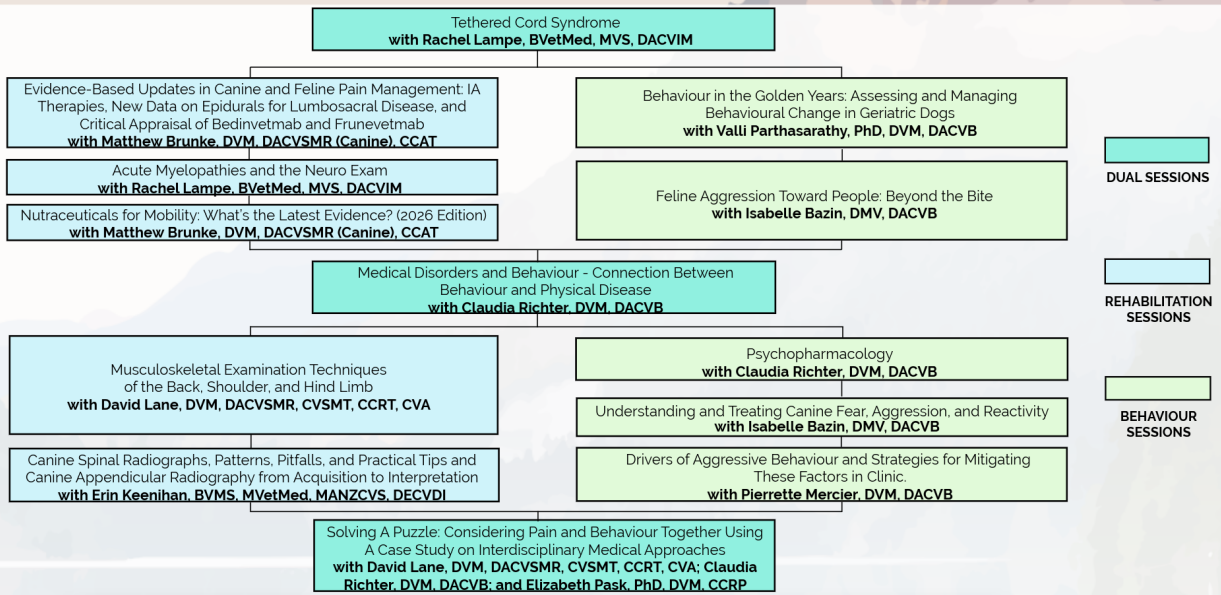 Tethered Cord Syndrome
with Rachel Lampe, BVetMed, MVS, DACVIM
Evidence-Based Updates in Canine and Feline Pain Management: IA
Therapies, New Data on Epidurals for Lumbosacral Disease, and
Critical Appraisal of Bedinvetmab and Frunevetmab
with Matthew Brunke, DVM, DACVSMR (Canine), CCAT
Acute Myelopathies and the Neuro Exam
with Rachel Lampe, BVetMed, MVS, DACVIM
Nutraceuticals for Mobility: What's the Latest Evidence? (2026 Edition)
with Matthew Brunke, DVM, DACVSMR (Canine), CCAT
Behaviour in the Golden Years: Assessing and Managing
Behavioural Change in Geriatric Dogs
with Valli Parthasarathy, PhD, DVM, DACVB
Feline Aggression Toward People: Beyond the Bite
with Isabelle Bazin, DMV, DACVB
Medical Disorders and Behaviour - Connection Between
Behaviour and Physical Disease
with Claudia Richter, DVM, DACVB
Musculoskeletal Examination Techniques
of the Back, Shoulder, and Hind Limb
with David Lane, DVM, DACVSMR, CVSMT, CCRT, CVA
Canine Spinal Radiographs, Patterns, Pitfalls, and Practical Tips and
Canine Appendicular Radiography from Acquisition to Interpretation
with Erin Keenihan, BVMS, MVetMed, MANZCVS, DECVDI
Psychopharmacology
with Claudia Richter, DVM, DACVB
Understanding and Treating Canine Fear, Aggression, and Reactivity
with Isabelle Bazin, DMV, DACVB
Drivers of Aggressive Behaviour and Strategies for Mitigating
These Factors in Clinic.
with Pierrette Mercier, DVM, DACVB
Solving A Puzzle: Considering Pain and Behaviour Together Using
A Case Study on Interdisciplinary Medical Approaches
with David Lane, DVM, DACVSMR, CVSMT, CCRT, CVA; Claudia
Richter, DVM, DACVB; and Elizabeth Pask, PhD, DVM, CCRP
DUAL SESSIONS
REHABILITATION
SESSIONS
BEHAVIOUR
SESSIONS